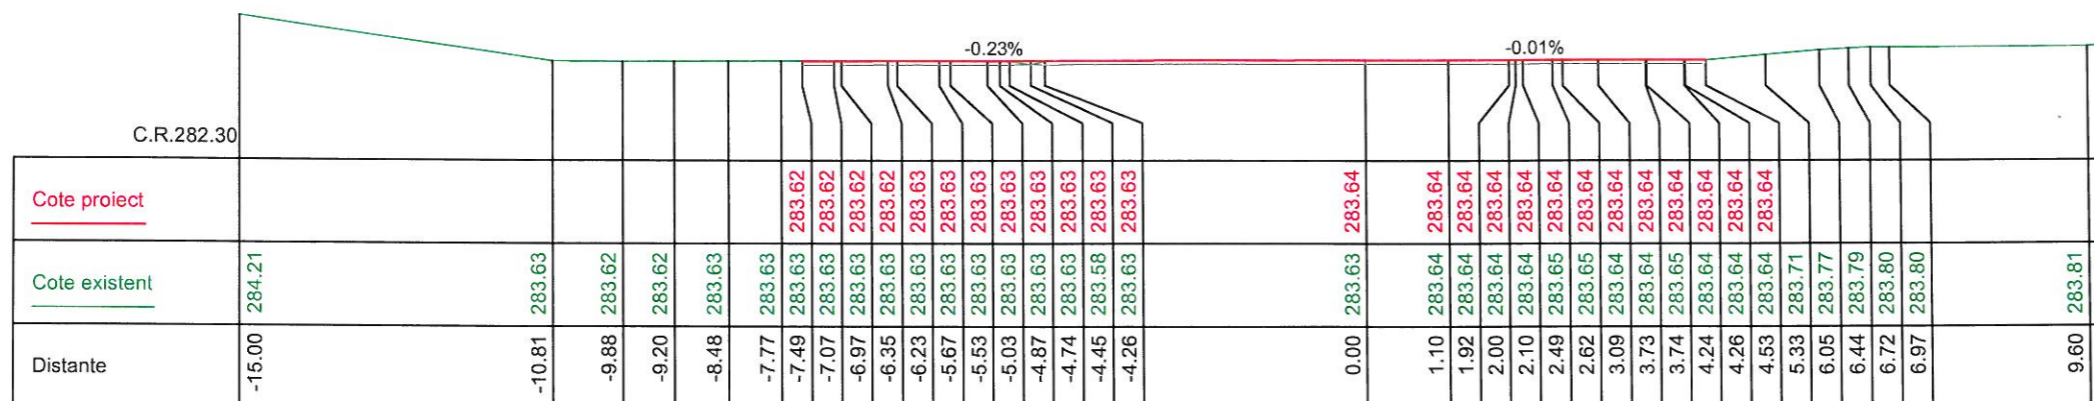 -0.23% -0.01%
C.R.282.30
Cote proiect 283.62 283.62 283.62 283.62 283.63 283.63 283.63 283.63 283.63 283.63 283.63 283.63 283.64 283.64 283.64 283.64 283.64 283.64 283.64 283.64 283.64 283.64 283.64 283.64 283.64
Cote existent 284.21 283.63 283.62 283.62 283.63 283.63 283.63 283.63 283.63 283.63 283.63 283.63 283.63 283.63 283.63 283.63 283.58 283.63 283.63 283.64 283.64 283.64 283.64 283.65 283.65 283.64 283.64 283.65 283.64 283.64 283.64 283.71 283.77 283.79 283.80 283.80 283.81
Distante -15.00 -10.81 -9.88 -9.20 -8.48 -7.77 -7.49 -7.07 -6.97 -6.35 -6.23 -5.67 -5.53 -5.03 -4.87 -4.74 -4.45 -4.26 0.00 1.10 1.92 2.00 2.10 2.49 2.62 3.09 3.73 3.74 4.24 4.26 4.53 5.33 6.05 6.44 6.72 6.97 9.60